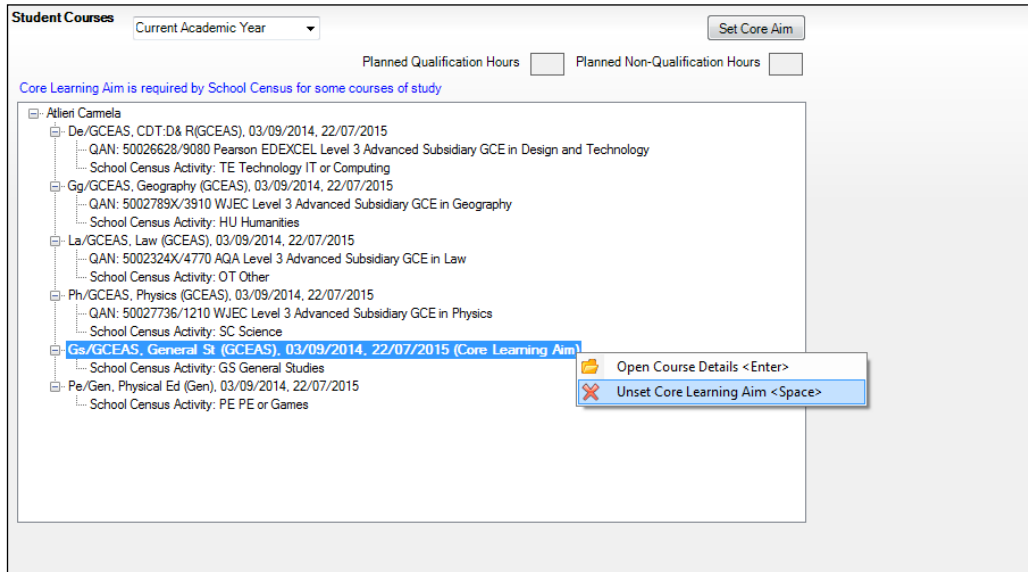 Student Courses
Current Academic Year
Set Core Aim
Planned Qualification Hours
Planned Non-Qualification Hours
Core Learning Aim is required by School Census for some courses of study
Atlieri Carmela
De/GCEAS, CDT:D& R(GCEAS), 03/09/2014, 22/07/2015
QAN: 50026628/9080 Pearson EDEXCEL Level 3 Advanced Subsidiary GCE in Design and Technology
School Census Activity: TE Technology IT or Computing
Gg/GCEAS, Geography (GCEAS), 03/09/2014, 22/07/2015
QAN: 5002789X/3910 WJEC Level 3 Advanced Subsidiary GCE in Geography
School Census Activity: HU Humanities
La/GCEAS, Law (GCEAS), 03/09/2014, 22/07/2015
QAN: 5002324X/4770 AQA Level 3 Advanced Subsidiary GCE in Law
School Census Activity: OT Other
Ph/GCEAS, Physics (GCEAS), 03/09/2014, 22/07/2015
QAN: 50027736/1210 WJEC Level 3 Advanced Subsidiary GCE in Physics
School Census Activity: SC Science
Gs/GCEAS, General St (GCEAS), 03/09/2014, 22/07/2015 (Core Learning Aim)
School Census Activity: GS General Studies
Pe/Gen, Physical Ed (Gen), 03/09/2014, 22/07/2015
School Census Activity: PE PE or Games
Open Course Details <Enter>
Unset Core Learning Aim <Space>